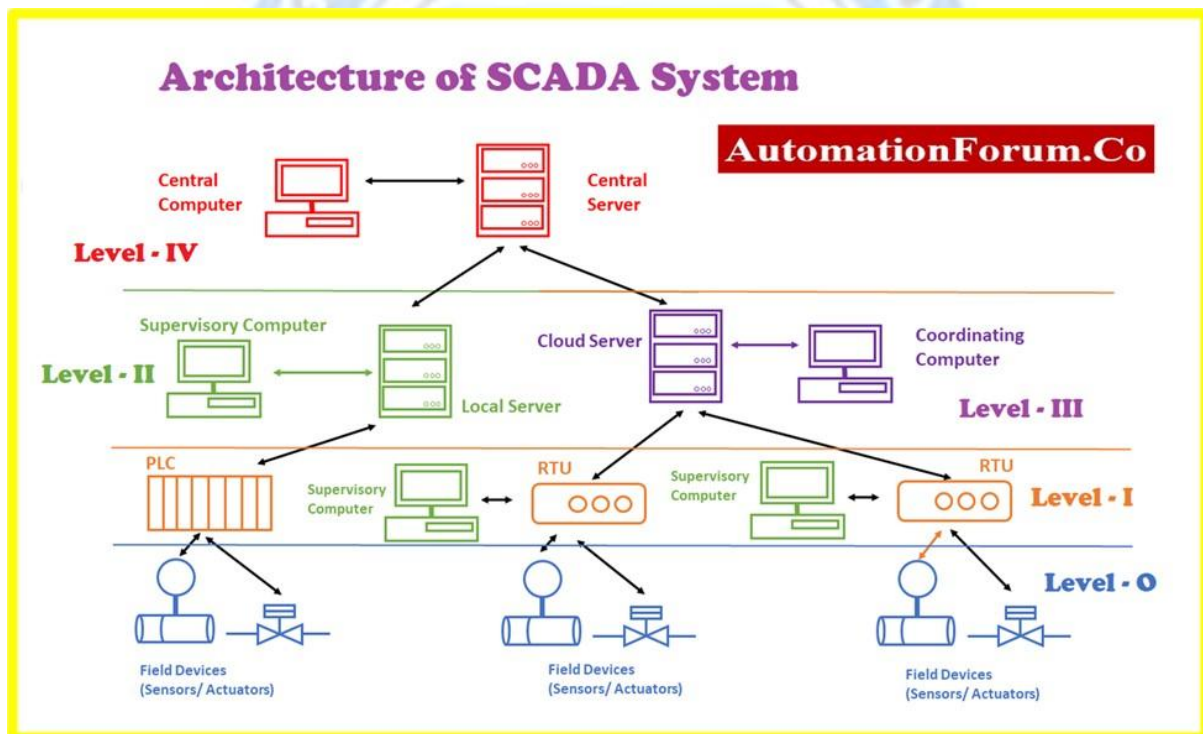 Architecture of SCADA System
AutomationForum.Co
Central
Computer
Central
Server
Level - IV
Supervisory Computer
Cloud Server
Coordinating
Computer
Level - II
Local Server
Level - III
PLC
Supervisory
Computer
RTU
Supervisory
Computer
RTU
Level - I
Level - 0
Field Devices
(Sensors/ Actuators)
Field Devices
(Sensors/ Actuators)
Field Devices
(Sensors/ Actuators)